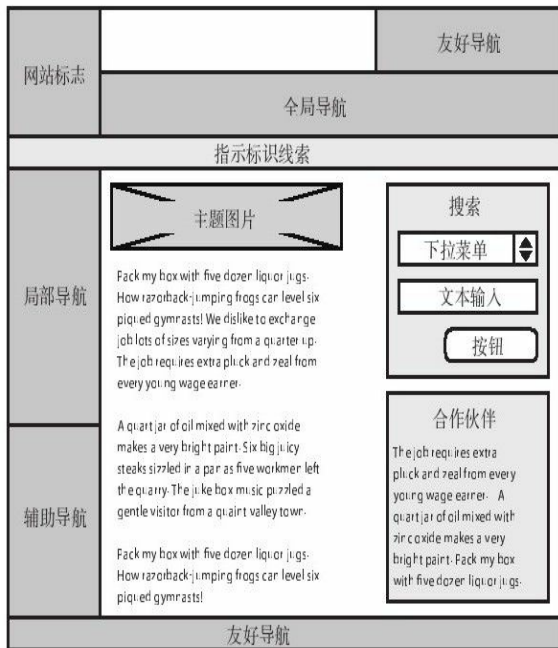 网站标志
友好导航
全局导航
指示标识线索
局部导航
辅助导航
主题图片
Pack my box with five dozen liquor jugs.
How razorback-jumping frogs can level six
piqued gymnasts! We dislike to exchange
job lots of sizes varying from a quarter up.
The job requires extra pluck and zeal from
every young wage earner.
A quart jar of oil mixed with zinc oxide
makes a very bright paint. Six big juicy
steaks sizzled in a pan as five workmen left
the quarry. The juke box music puzzled a
gentle visitor from a quaint valley town.
Pack my box with five dozen liquor jugs.
How razorback-jumping frogs can level six
piqued gymnasts!
搜索
下拉菜单
文本输入
按钮
合作伙伴
The job requires extra
pluck and zeal from every
young wage earner. A
quart jar of oil mixed with
zinc oxide makes a very
bright paint. Pack my box
with five dozen liquor jugs.
友好导航